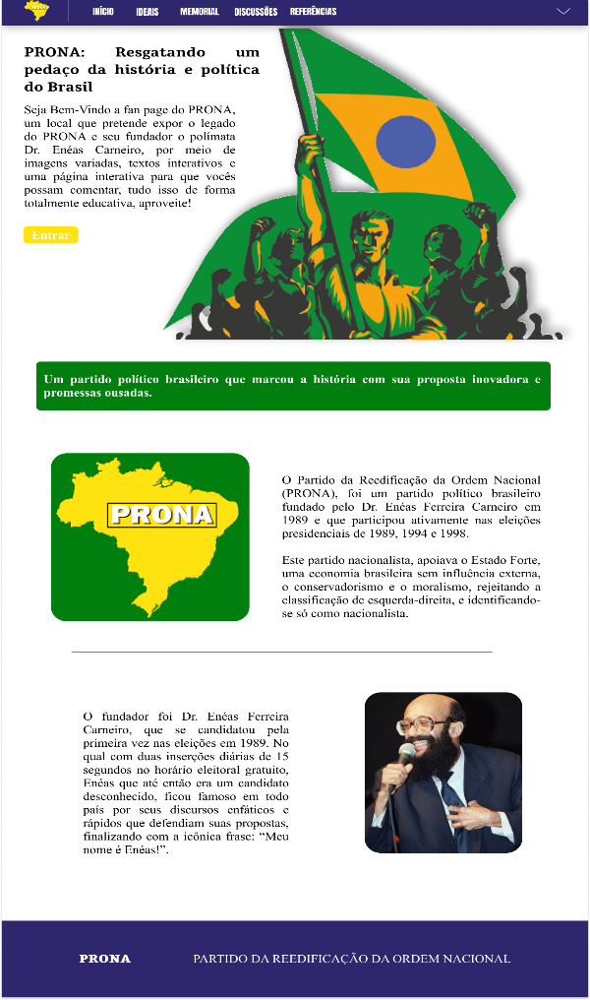 PRONA
INÍCIO IDEAIS MEMORIAL DISCUSSÕES REFERÊNCIAS
PRONA: Resgatando um
pedaço da história e política
do Brasil
Seja Bem-Vindo a fan page do PRONA,
um local que pretende expor o legado
do PRONA e seu fundador o polímata
Dr. Enéas Carneiro, por meio de
imagens variadas, textos interativos e
uma página interativa para que vocês
possam comentar, tudo isso de forma
totalmente educativa, aproveite!
Entrar
Um partido político brasileiro que marcou a história com sua proposta inovadora e
promessas ousadas.
PRONA
O Partido da Reedificação da Ordem Nacional
(PRONA), foi um partido político brasileiro
fundado pelo Dr. Enéas Ferreira Carneiro em
1989 e que participou ativamente nas eleições
presidenciais de 1989, 1994 e 1998.
Este partido nacionalista, apoiava o Estado Forte,
uma economia brasileira sem influência externa,
o conservadorismo e o moralismo, rejeitando a
classificação de esquerda-direita, e identificando-
se só como nacionalista.
O fundador foi Dr. Enéas Ferreira
Carneiro, que se candidatou pela
primeira vez nas eleições em 1989. No
qual com duas inserções diárias de 15
segundos no horário eleitoral gratuito,
Enéas que até então era um candidato
desconhecido, ficou famoso em todo
país por seus discursos enfáticos e
rápidos que defendiam suas propostas,
finalizando com a icônica frase: “Meu
nome é Enéas!”.
PRONA PARTIDO DA REEDIFICAÇÃO DA ORDEM NACIONAL